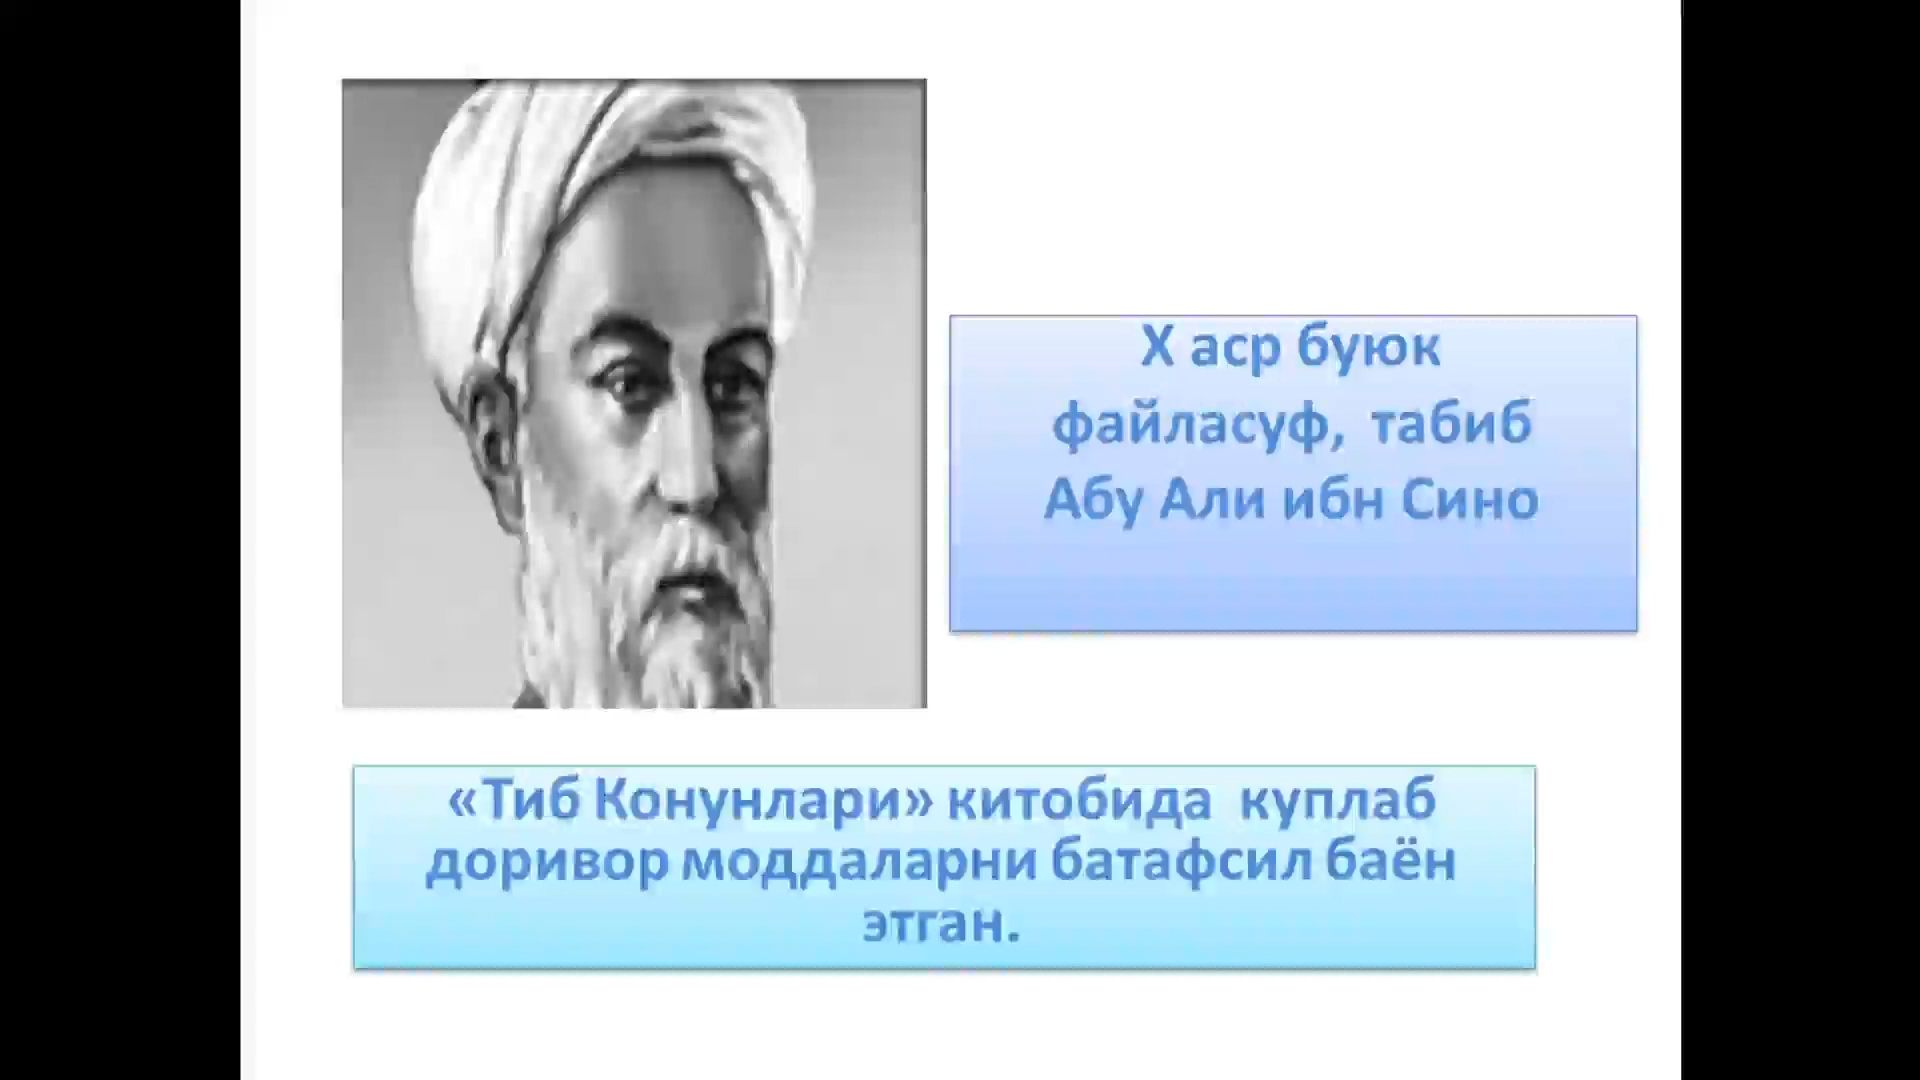 X аср буюк
файласуф, табиб
Абу Али ибн Сино
«Тиб Конунлари» китобида куплаб
доривор моддаларни батафсил баён
этган.